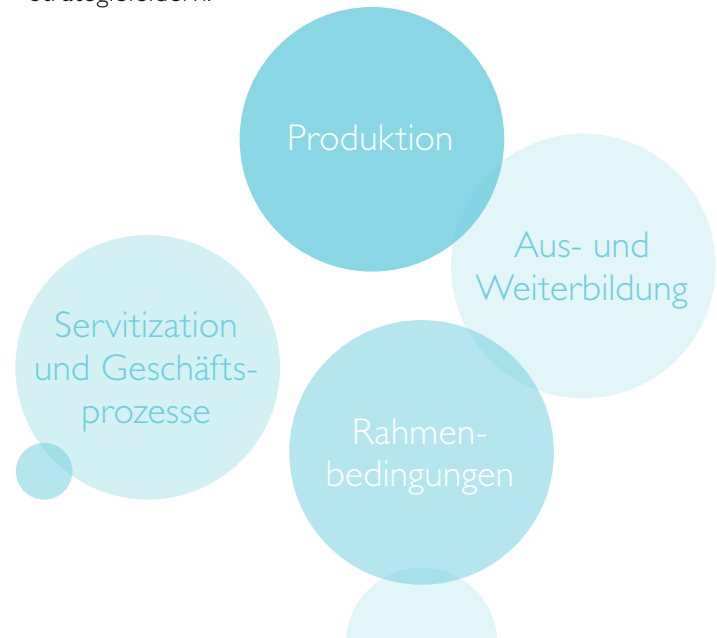 Produktion
Aus- und
Weiterbildung
Servitization
und Geschäfts-
prozesse
Rahmen-
bedingungen